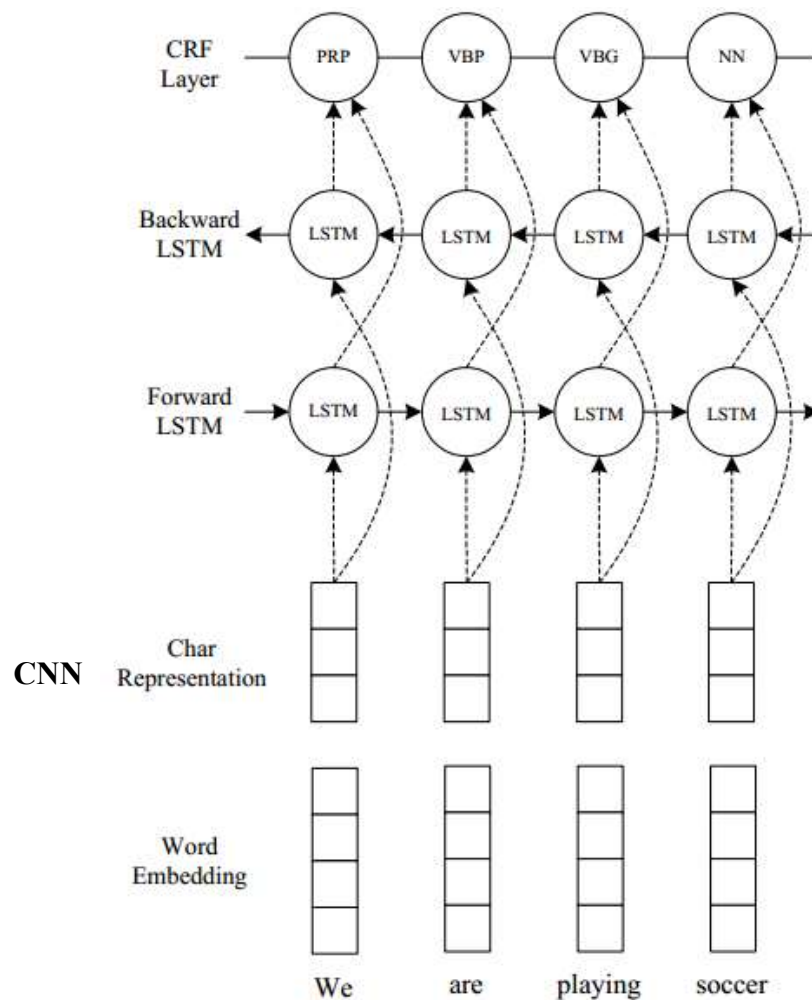 CRF
Layer
PRP
VBP
VBG
NN
Backward
LSTM
LSTM
LSTM
LSTM
LSTM
Forward
LSTM
LSTM
LSTM
LSTM
LSTM
CNN
Char
Representation
Word
Embedding
We
are
playing
soccer